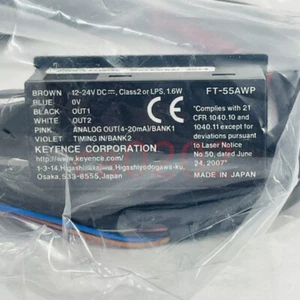 BROWN 12-24V DC⎓, Class2 or LPS, 1.6W
BLUE 0V
BLACK OUT1
WHITE OUT2
PINK ANALOG OUT(4-20mA)/BANK1
VIOLET TIMING IN/BANK2
KEYENCE CORPORATION
www.keyence.com
1-3-14, Higashinakajima, Higashiyodogawa-ku,
Osaka, 533-8555, Japan
FT-55AWP
"Complies with 21
CFR 1040.10 and
1040.11 except for
deviations pursuant
to Laser Notice
No.50, dated June
24, 2007"
MADE IN JAPAN